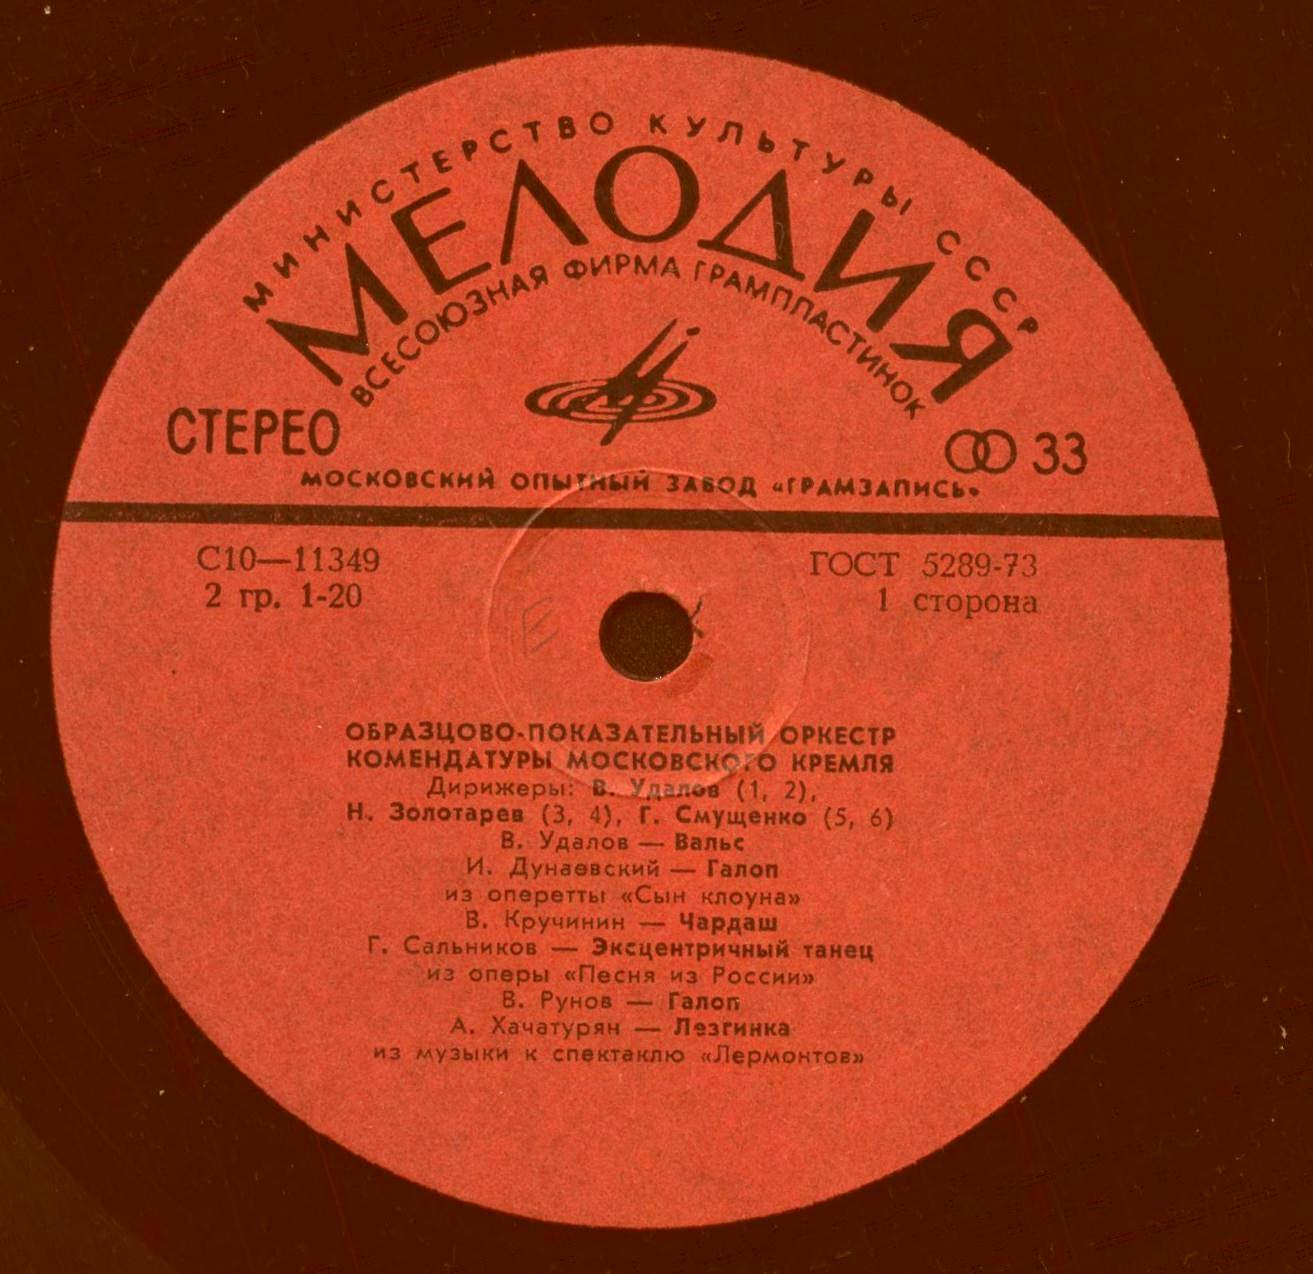 МИНИСТЕРСТВО КУЛЬТУРЫ СССР
МЕЛОДИЯ
ВСЕСОЮЗНАЯ ФИРМА ГРАМПЛАСТИНОК
СТЕРЕО
33
МОСКОВСКИЙ ОПЫТНЫЙ ЗАВОД «ГРАМЗАПИСЬ»
С10—11349
ГОСТ 5289-73
2 гр. 1-20
1 сторона
ОБРАЗЦОВО-ПОКАЗАТЕЛЬНЫЙ ОРКЕСТР
КОМЕНДАТУРЫ МОСКОВСКОГО КРЕМЛЯ
Дирижеры: В. Удалов (1, 2),
Н. Золотарев (3, 4), Г. Смущенко (5, 6)
В. Удалов — Вальс
И. Дунаевский — Галоп
из оперетты «Сын клоуна»
В. Кручинин — Чардаш
Г. Сальников — Эксцентричный танец
из оперы «Песня из России»
В. Рунов — Галоп
А. Хачатурян — Лезгинка
из музыки к спектаклю «Лермонтов»